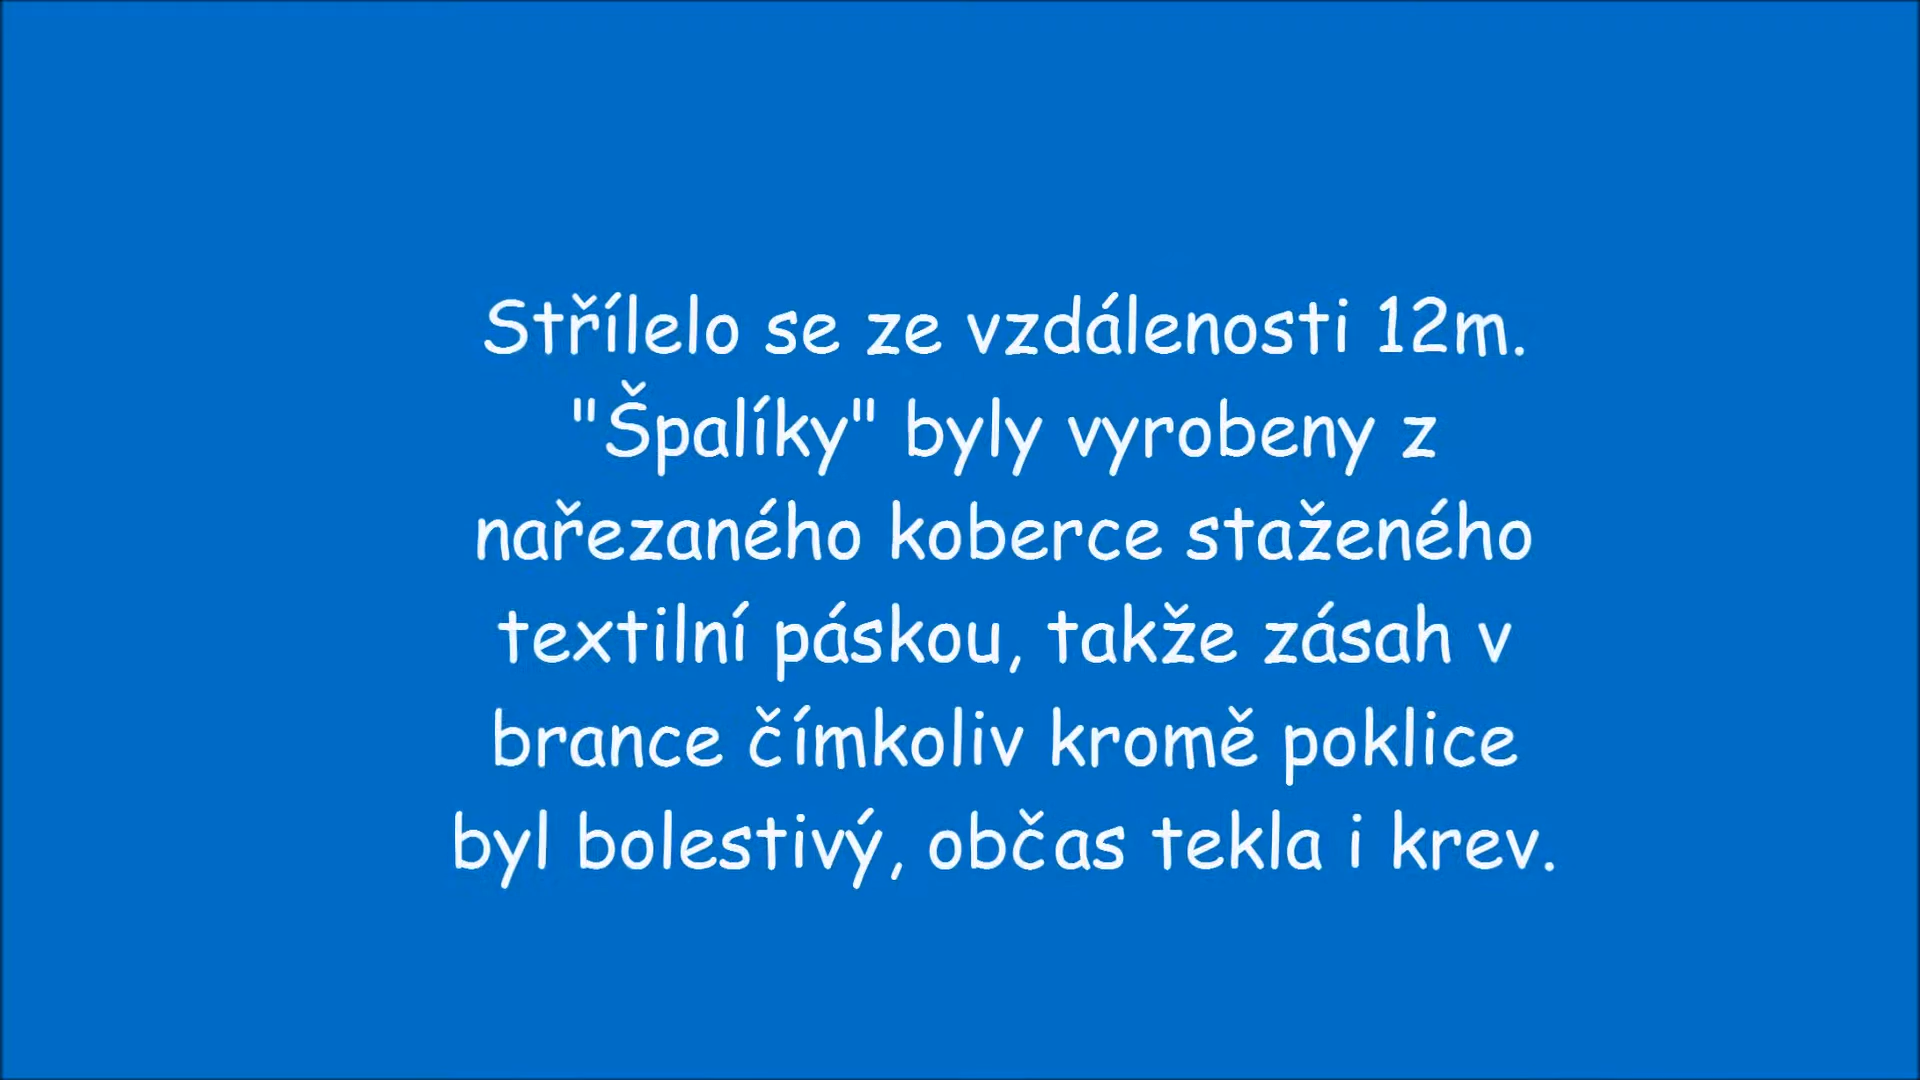 Střílelo se ze vzdálenosti 12m.
"Špalíky" byly vyrobeny z
nařezaného koberce staženého
textilní páskou, takže zásah v
brance čímkoliv kromě poklice
byl bolestivý, občas tekla i krev.